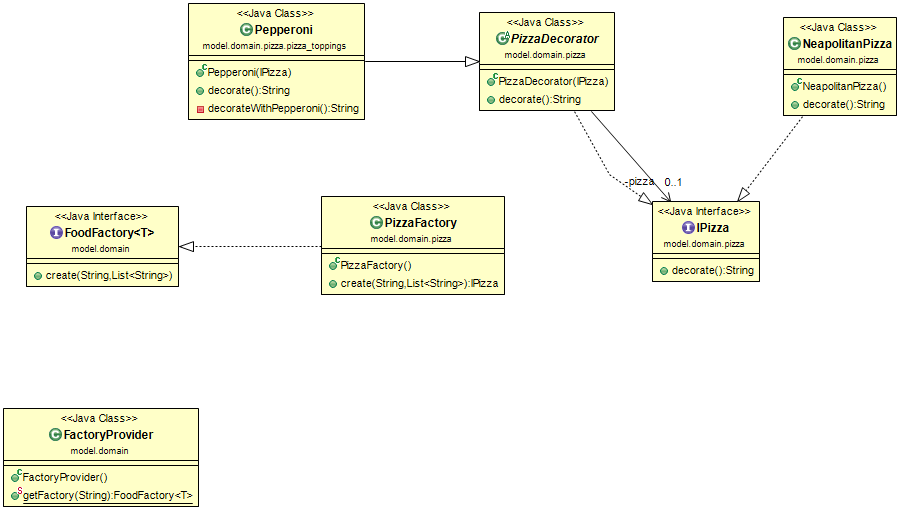 <<Java Class>>
Pepperoni
model.domain.pizza.pizza_toppings
Pepperoni(IPizza)
decorate():String
decorateWithPepperoni():String
<<Java Class>>
PizzaDecorator
model.domain.pizza
PizzaDecorator(IPizza)
decorate():String
<<Java Class>>
NeapolitanPizza
model.domain.pizza
NeapolitanPizza()
decorate():String
-pizza
0..1
<<Java Interface>>
FoodFactory<T>
model.domain
create(String,List<String>)
<<Java Class>>
PizzaFactory
model.domain.pizza
PizzaFactory()
create(String,List<String>):IPizza
<<Java Interface>>
IPizza
model.domain.pizza
decorate():String
<<Java Class>>
FactoryProvider
model.domain
FactoryProvider()
getFactory(String):FoodFactory<T>